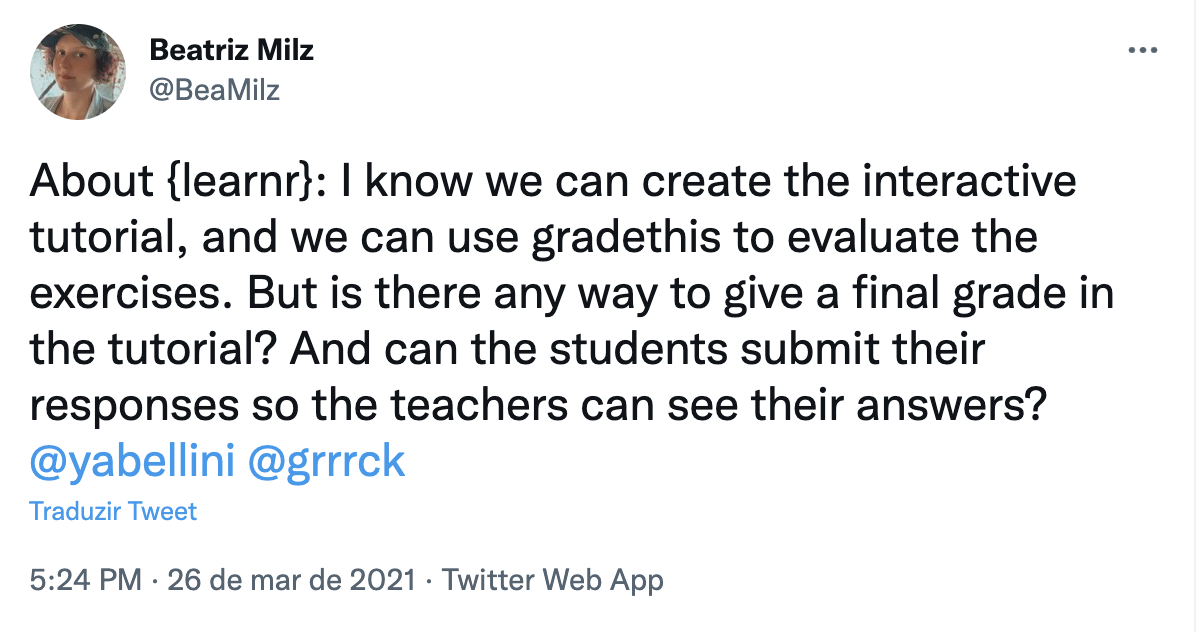 Beatriz Milz
@BeaMilz
About {learnr}: I know we can create the interactive
tutorial, and we can use gradethis to evaluate the
exercises. But is there any way to give a final grade in
the tutorial? And can the students submit their
responses so the teachers can see their answers?
@yabellini @grrrck
Traduzir Tweet
5:24 PM · 26 de mar de 2021 · Twitter Web App